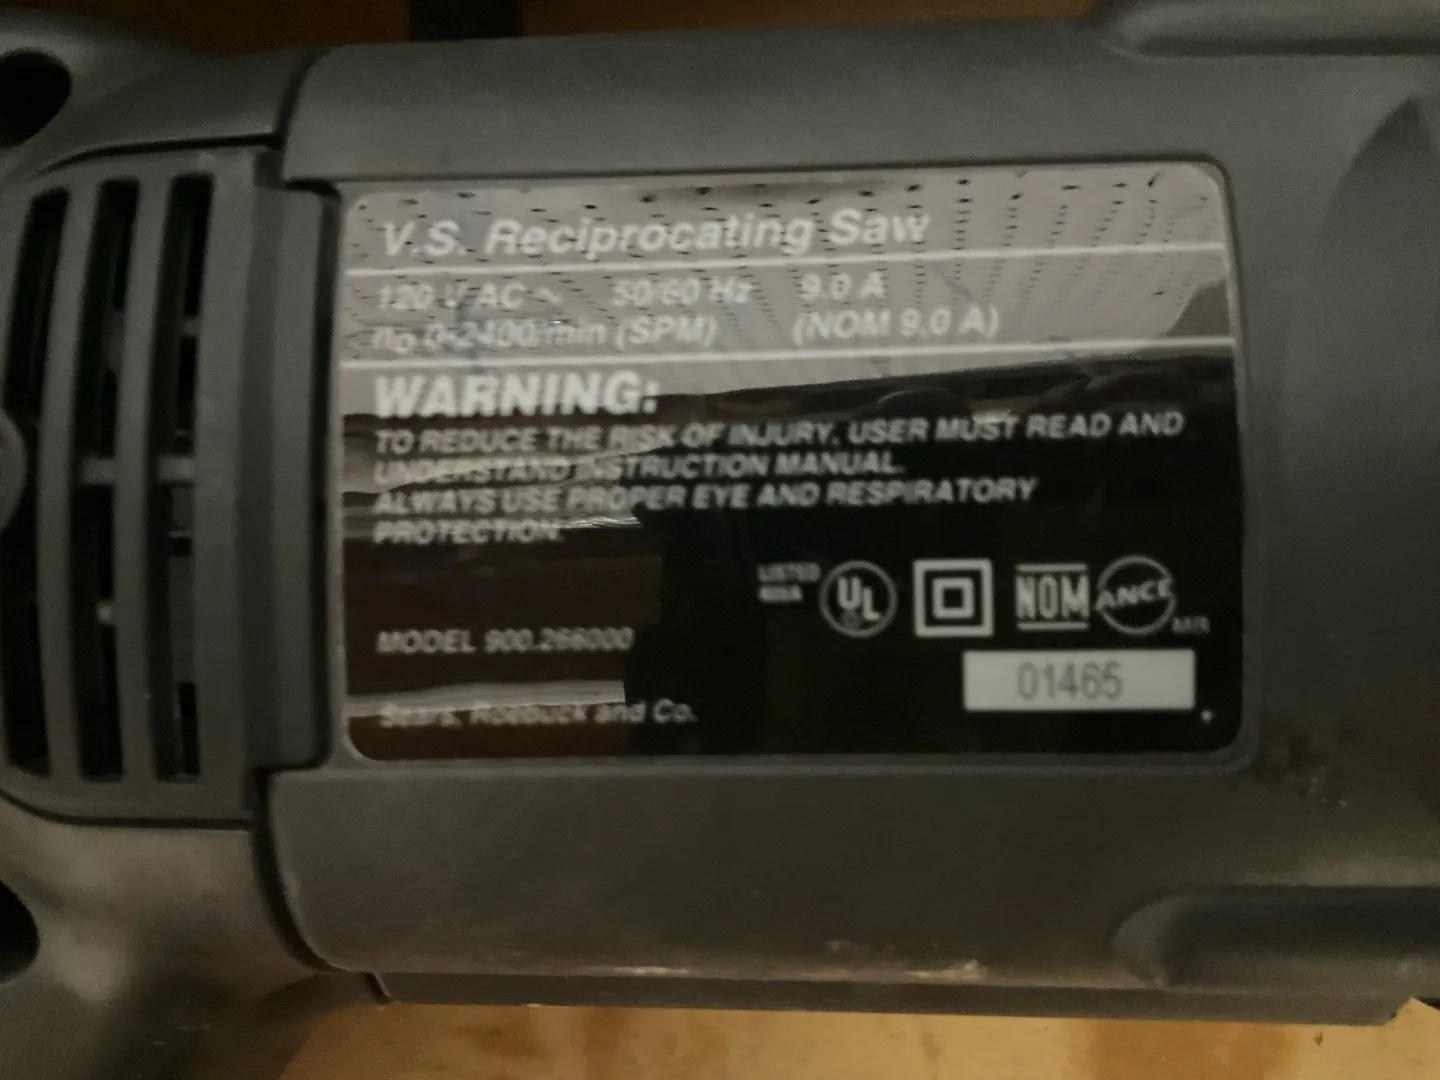 V.S. Reciprocating Saw
120 V AC ~ 50/60 Hz 9.0 A
no 0-2400/min (SPM) (NOM 9.0 A)
WARNING:
TO REDUCE THE RISK OF INJURY, USER MUST READ AND
UNDERSTAND INSTRUCTION MANUAL.
ALWAYS USE PROPER EYE AND RESPIRATORY
PROTECTION.
LISTED
UL
NOM ANCE
MR
MODEL 900.266000
01465
Sears, Roebuck and Co.